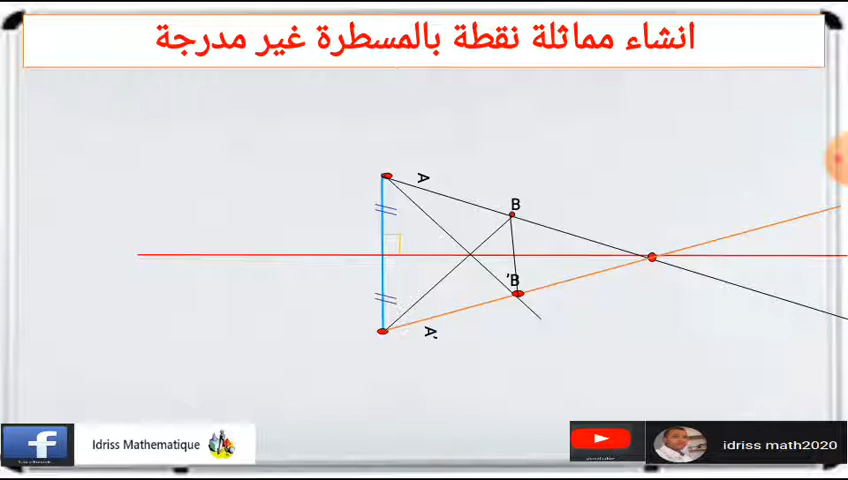 انشاء مماثلة نقطة بالمسطرة غير مدرجة
A
B
B'
A'
Idriss Mathematique
idriss math2020